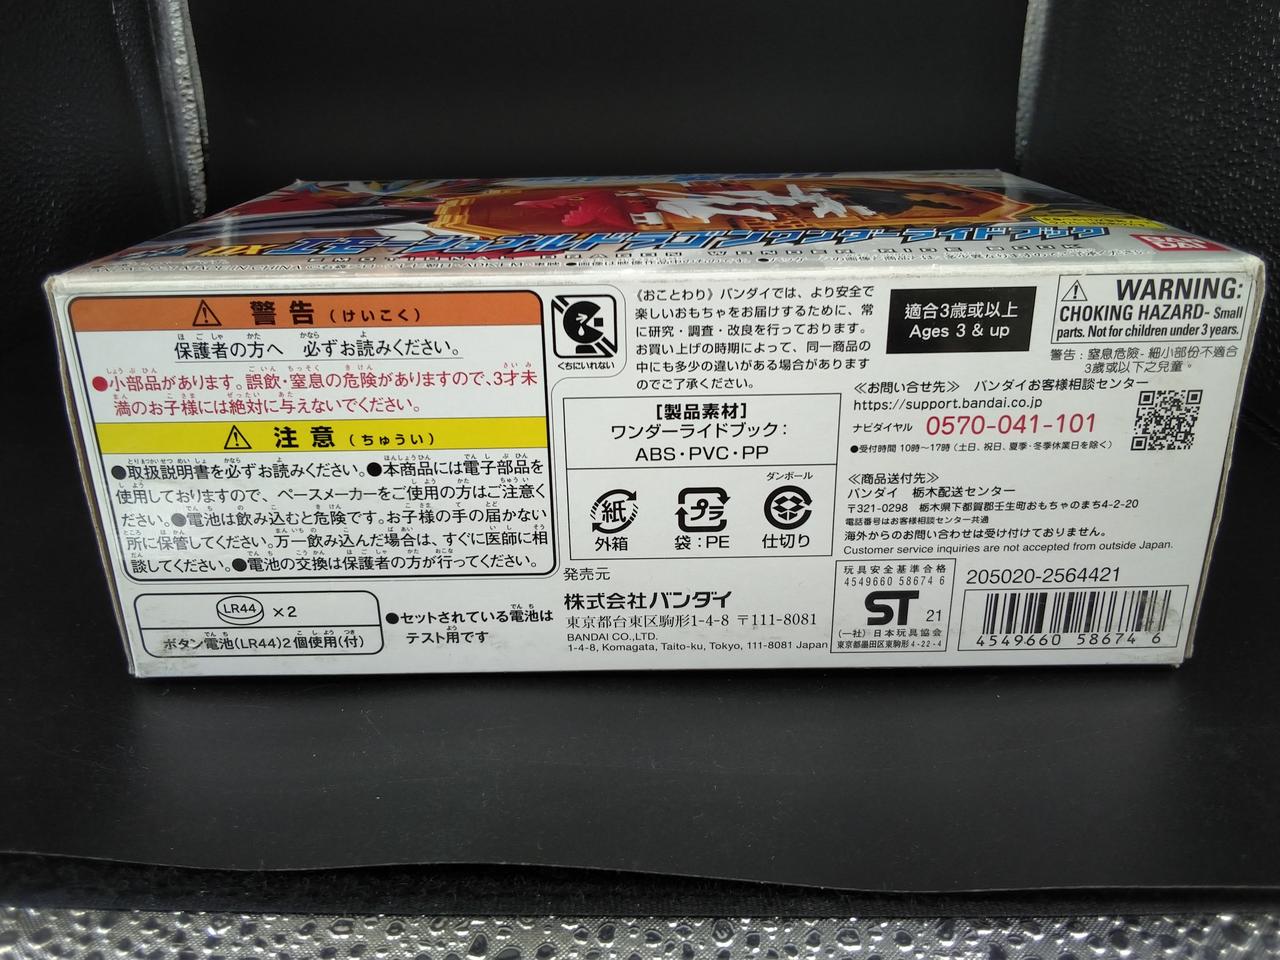 エモーショナルドラゴンワンダーライドブック
EMOTIONAL DRAGON WONDER RIDE BOOK
DX
BANDAI
警告(けいこく)
保護者の方へ 必ずお読みください。
●小部品があります。誤飲・窒息の危険がありますので、3才未
満のお子様には絶対に与えないでください。
注意(ちゅうい)
●取扱説明書を必ずお読みください。●本商品には電子部品を
使用しておりますので、ペースメーカーをご使用の方はご注意く
ださい。●電池は飲み込むと危険です。お子様の手の届かない
所に保管してください。万一飲み込んだ場合は、すぐに医師に相
談してください。●電池の交換は保護者の方が行ってください。
LR44 ×2
ボタン電池(LR44)2個使用(付)
●セットされている電池は
テスト用です
くちにいれない
《おことわり》バンダイでは、より安全で
楽しいおもちゃをお届けするために、常
に研究・調査・改良を行っております。
お買い上げの時期によって、同一商品の
中にも多少の違いがある場合があります
のでご了承ください。
[製品素材]
ワンダーライドブック:
ABS・PVC・PP
紙
外箱
プラ
袋:PE
ダンボール
仕切り
発売元
株式会社バンダイ
東京都台東区駒形1-4-8 〒111-8081
BANDAI CO.,LTD.
1-4-8, Komagata, Taito-ku, Tokyo, 111-8081 Japan
適合3歳或以上
Ages 3 & up
WARNING:
CHOKING HAZARD- Small
parts. Not for children under 3 years.
警告:窒息危險-細小部份不適合
3歲或以下之兒童。
≪お問い合せ先≫ バンダイお客様相談センター
https://support.bandai.co.jp
ナビダイヤル 0570-041-101
●受付時間 10時〜17時(土日、祝日、夏季・冬季休業日を除く)
≪商品送付先≫
バンダイ 栃木配送センター
〒321-0298 栃木県下都賀郡壬生町おもちゃのまち4-2-20
電話番号はお客様相談センター共通
海外からのお問い合わせは受け付けておりません。
Customer service inquiries are not accepted from outside Japan.
玩具安全基準合格
4549660 58674 6
ST 21
(一社)日本玩具協会
東京都墨田区東駒形4-22-4
205020-2564421
4549660 586746